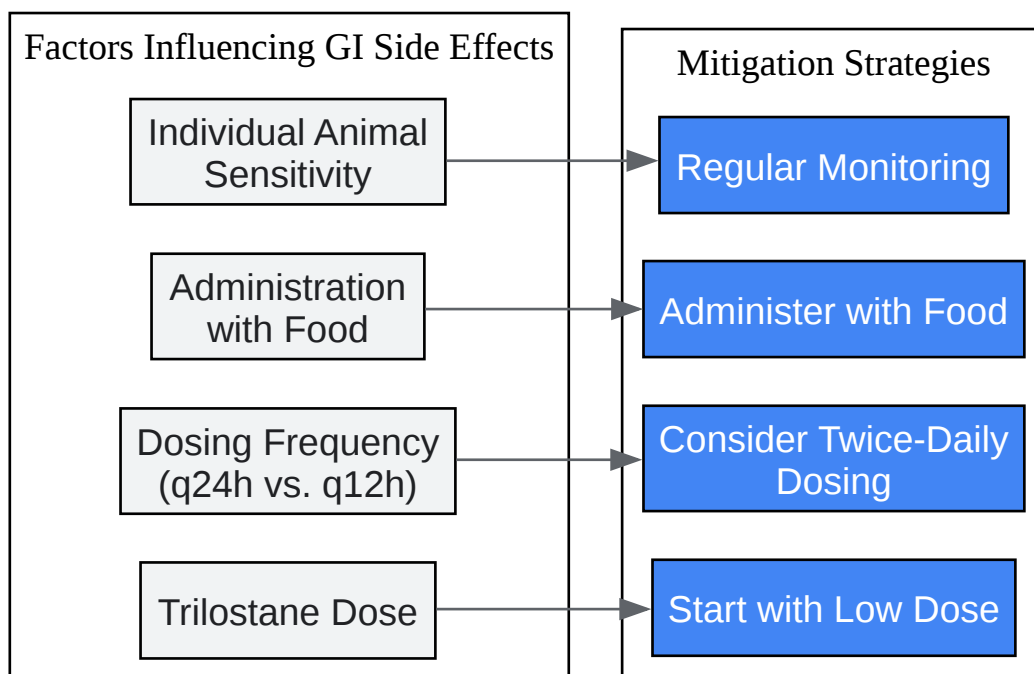 Factors Influencing GI Side Effects
Individual Animal
Sensitivity
Administration
with Food
Dosing Frequency
(q24h vs. q12h)
Trilostane Dose
Mitigation Strategies
Regular Monitoring
Administer with Food
Consider Twice-Daily
Dosing
Start with Low Dose